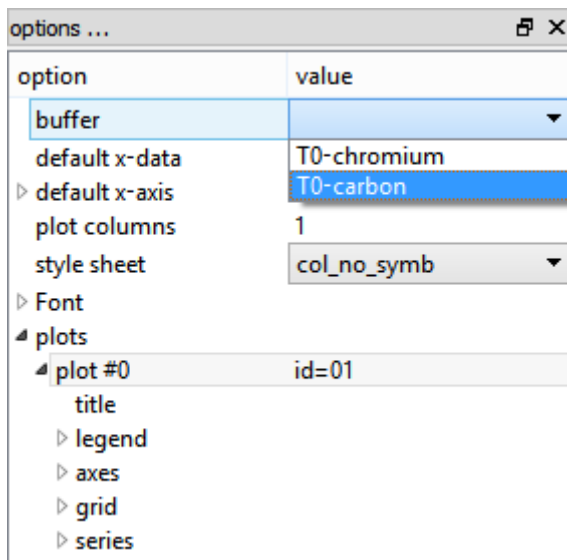 options ...
option value
buffer
default x-data T0-chromium
default x-axis T0-carbon
plot columns 1
style sheet col_no_symb
Font
plots
plot #0 id=01
title
legend
axes
grid
series